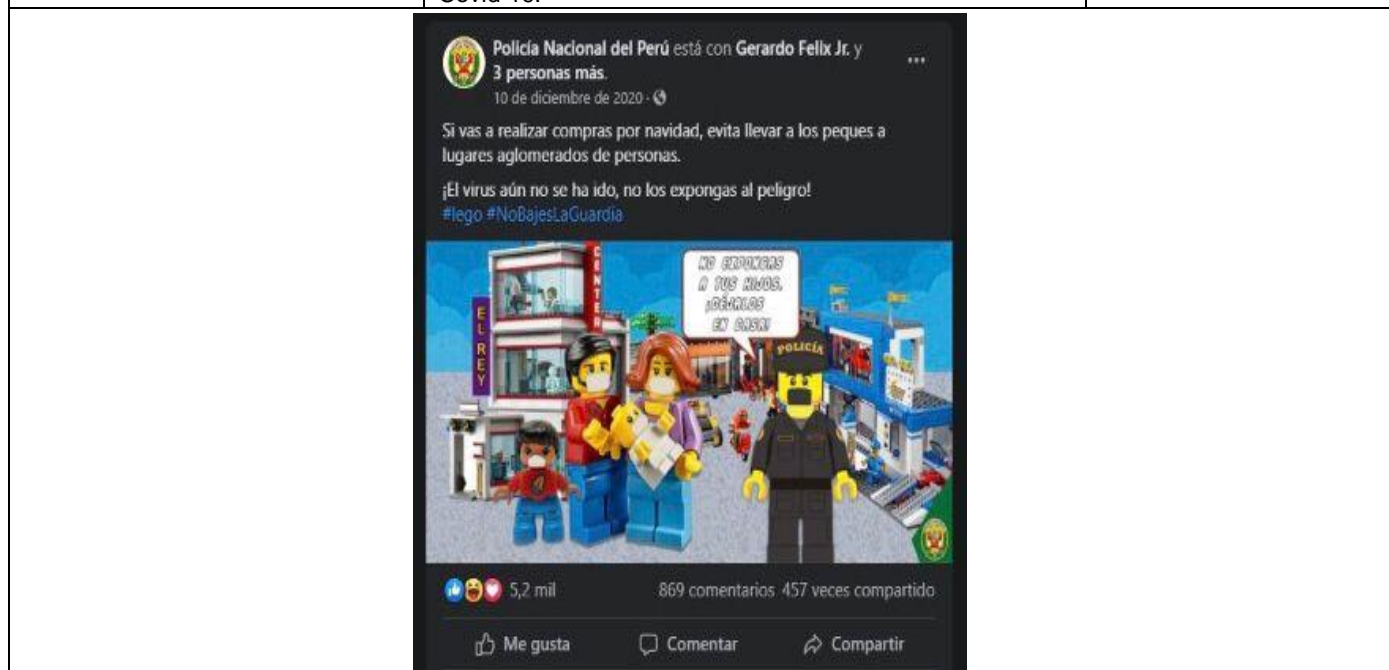 Covid-19.
Policía Nacional del Perú está con Gerardo Felix Jr. y
3 personas más.
10 de diciembre de 2020 ·
Si vas a realizar compras por navidad, evita llevar a los peques a
lugares aglomerados de personas.
¡El virus aún no se ha ido, no los expongas al peligro!
#lego #NoBajesLaGuardia
CENTER
EL REY
NO EXPONGAS
A TUS HIJOS.
¡DÉJALOS
EN CASA!
POLICÍA
5,2 mil
869 comentarios 457 veces compartido
Me gusta
Comentar
Compartir